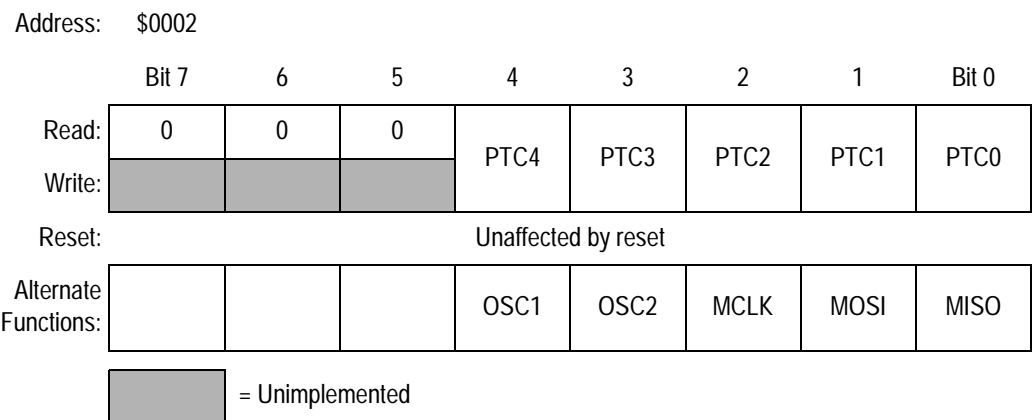 Address: $0002
Bit 7 6 5 4 3 2 1 Bit 0
Read: 0 0 0 PTC4 PTC3 PTC2 PTC1 PTC0
Write:
Reset: Unaffected by reset
Alternate
Functions: OSC1 OSC2 MCLK MOSI MISO
= Unimplemented